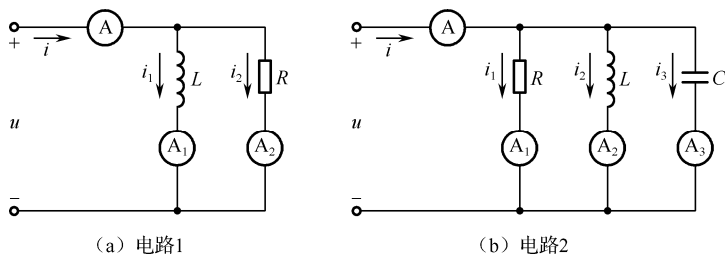 + i A + i A
i₁ L i₂ R i₁ R i₂ L i₃ C
u A₁ A₂ u A₁ A₂ A₃
− −
（a）电路1 （b）电路2